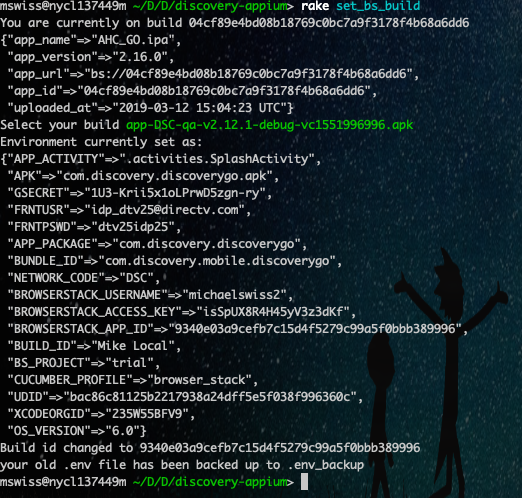 mswiss@nycl137449m ~/D/D/discovery-appium> rake set_bs_build
You are currently on build 04cf89e4bd08b18769c0bc7a9f3178f4b68a6dd6
{"app_name"=>"AHC_GO.ipa",
"app_version"=>"2.16.0",
"app_url"=>"bs://04cf89e4bd08b18769c0bc7a9f3178f4b68a6dd6",
"app_id"=>"04cf89e4bd08b18769c0bc7a9f3178f4b68a6dd6",
"uploaded_at"=>"2019-03-12 15:04:23 UTC"}
Select your build app-DSC-qa-v2.12.1-debug-vc1551996996.apk
Environment currently set as:
{"APP_ACTIVITY"=>".activities.SplashActivity",
"APK"=>"com.discovery.discoverygo.apk",
"GSECRET"=>"1U3-Krii5x1oLPrwD5zgn-ry",
"FRNTUSR"=>"idp_dtv25@directv.com",
"FRNTPSWD"=>"dtv25idp25",
"APP_PACKAGE"=>"com.discovery.discoverygo",
"BUNDLE_ID"=>"com.discovery.mobile.discoverygo",
"NETWORK_CODE"=>"DSC",
"BROWSERSTACK_USERNAME"=>"michaelswiss2",
"BROWSERSTACK_ACCESS_KEY"=>"isSpUX8R4H45yV3z3dKf",
"BROWSERSTACK_APP_ID"=>"9340e03a9cefb7c15d4f5279c99a5f0bbb389996",
"BUILD_ID"=>"Mike Local",
"BS_PROJECT"=>"trial",
"CUCUMBER_PROFILE"=>"browser_stack",
"UDID"=>"bac86c81125b2217938a24dff5e5f038f996360c",
"XCODEORGID"=>"235W55BFV9",
"OS_VERSION"=>"6.0"}
Build id changed to 9340e03a9cefb7c15d4f5279c99a5f0bbb389996
your old .env file has been backed up to .env_backup
mswiss@nycl137449m ~/D/D/discovery-appium>